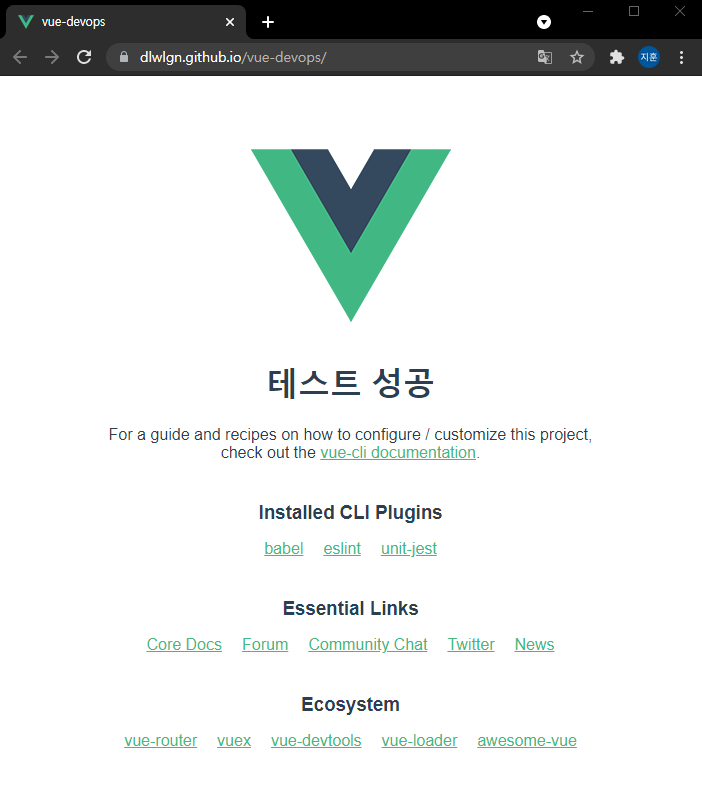 vue-devops
dlwlgn.github.io/vue-devops/
지훈
테스트 성공
For a guide and recipes on how to configure / customize this project,
check out the vue-cli documentation.
Installed CLI Plugins
babel eslint unit-jest
Essential Links
Core Docs Forum Community Chat Twitter News
Ecosystem
vue-router vuex vue-devtools vue-loader awesome-vue